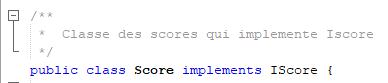 /**
* Classe des scores qui implemente Iscore
*/
public class Score implements IScore {